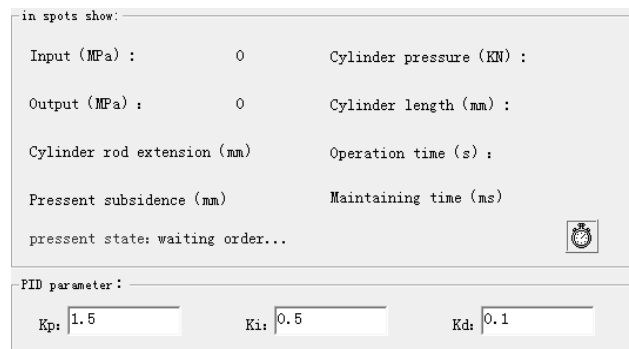 in spots show:
Input (MPa) : 0 Cylinder pressure (KN) :
Output (MPa) : 0 Cylinder length (mm) :
Cylinder rod extension (mm) Operation time (s) :
Pressent subsidence (mm) Maintaining time (ms)
pressent state: waiting order...
PID parameter:
Kp: 1.5 Ki: 0.5 Kd: 0.1